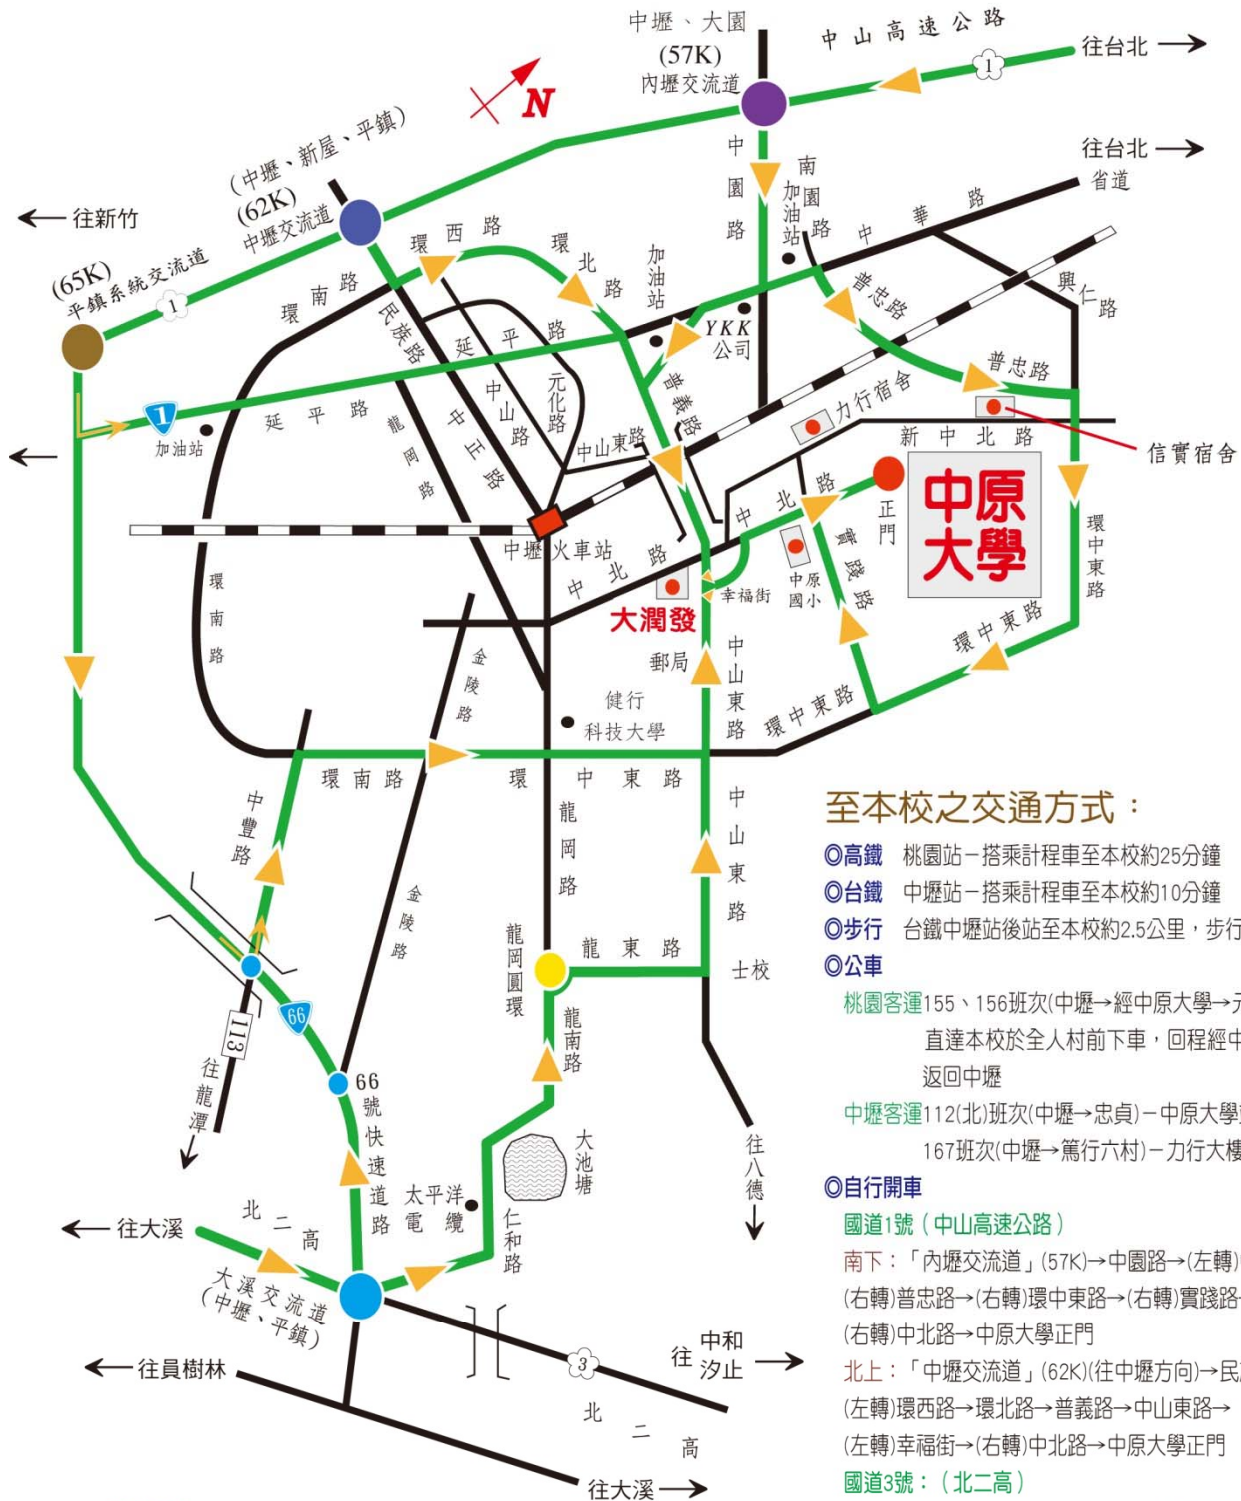 中壢、大園
(57K)
內壢交流道
中山高速公路
1
往台北
N
往台北
省道
(中壢、新屋、平鎮)
(62K)
中壢交流道
往新竹
(65K)
平鎮系統交流道
1
中園路
南園路
加油站
中華路
興仁路
環西路
環北路
加油站
環南路
民族路
延平路
YKK
公司
普忠路
普忠路
中山路
元化路
普義路
力行宿舍
1
延平路
加油站
龍岡路
中正路
中山東路
新中北路
信實宿舍
中原
大學
正門
中北路
中壢火車站
中北路
實踐路
中原
國小
環中東路
環南路
幸福街
大潤發
郵局
金陵路
中山東路
環中東路
環中東路
健行
科技大學
環南路
環中東路
中豐路
龍岡路
中山東路
金陵路
龍岡圓環
龍東路
士校
66
113
往龍潭
龍南路
66號快速道路
大池塘
往八德
太平洋
電纜
仁和路
往大溪
北二高
大溪交流道
(中壢、平鎮)
往員樹林
3
往
中和
汐止
北二高
往大溪
至本校之交通方式：
◎高鐵 桃園站－搭乘計程車至本校約25分鐘
◎台鐵 中壢站－搭乘計程車至本校約10分鐘
◎步行 台鐵中壢站後站至本校約2.5公里，步行
◎公車
桃園客運155、156班次(中壢→經中原大學→
直達本校於全人村前下車，回程經中
返回中壢
中壢客運112(北)班次(中壢→忠貞)－中原大學
167班次(中壢→篤行六村)－力行大樓
◎自行開車
國道1號（中山高速公路）
南下：「內壢交流道」(57K)→中園路→(左轉)
(右轉)普忠路→(右轉)環中東路→(右轉)實踐路
(右轉)中北路→中原大學正門
北上：「中壢交流道」(62K)(往中壢方向)→民
(左轉)環西路→環北路→普義路→中山東路→
(左轉)幸福街→(右轉)中北路→中原大學正門
國道3號：（北二高）